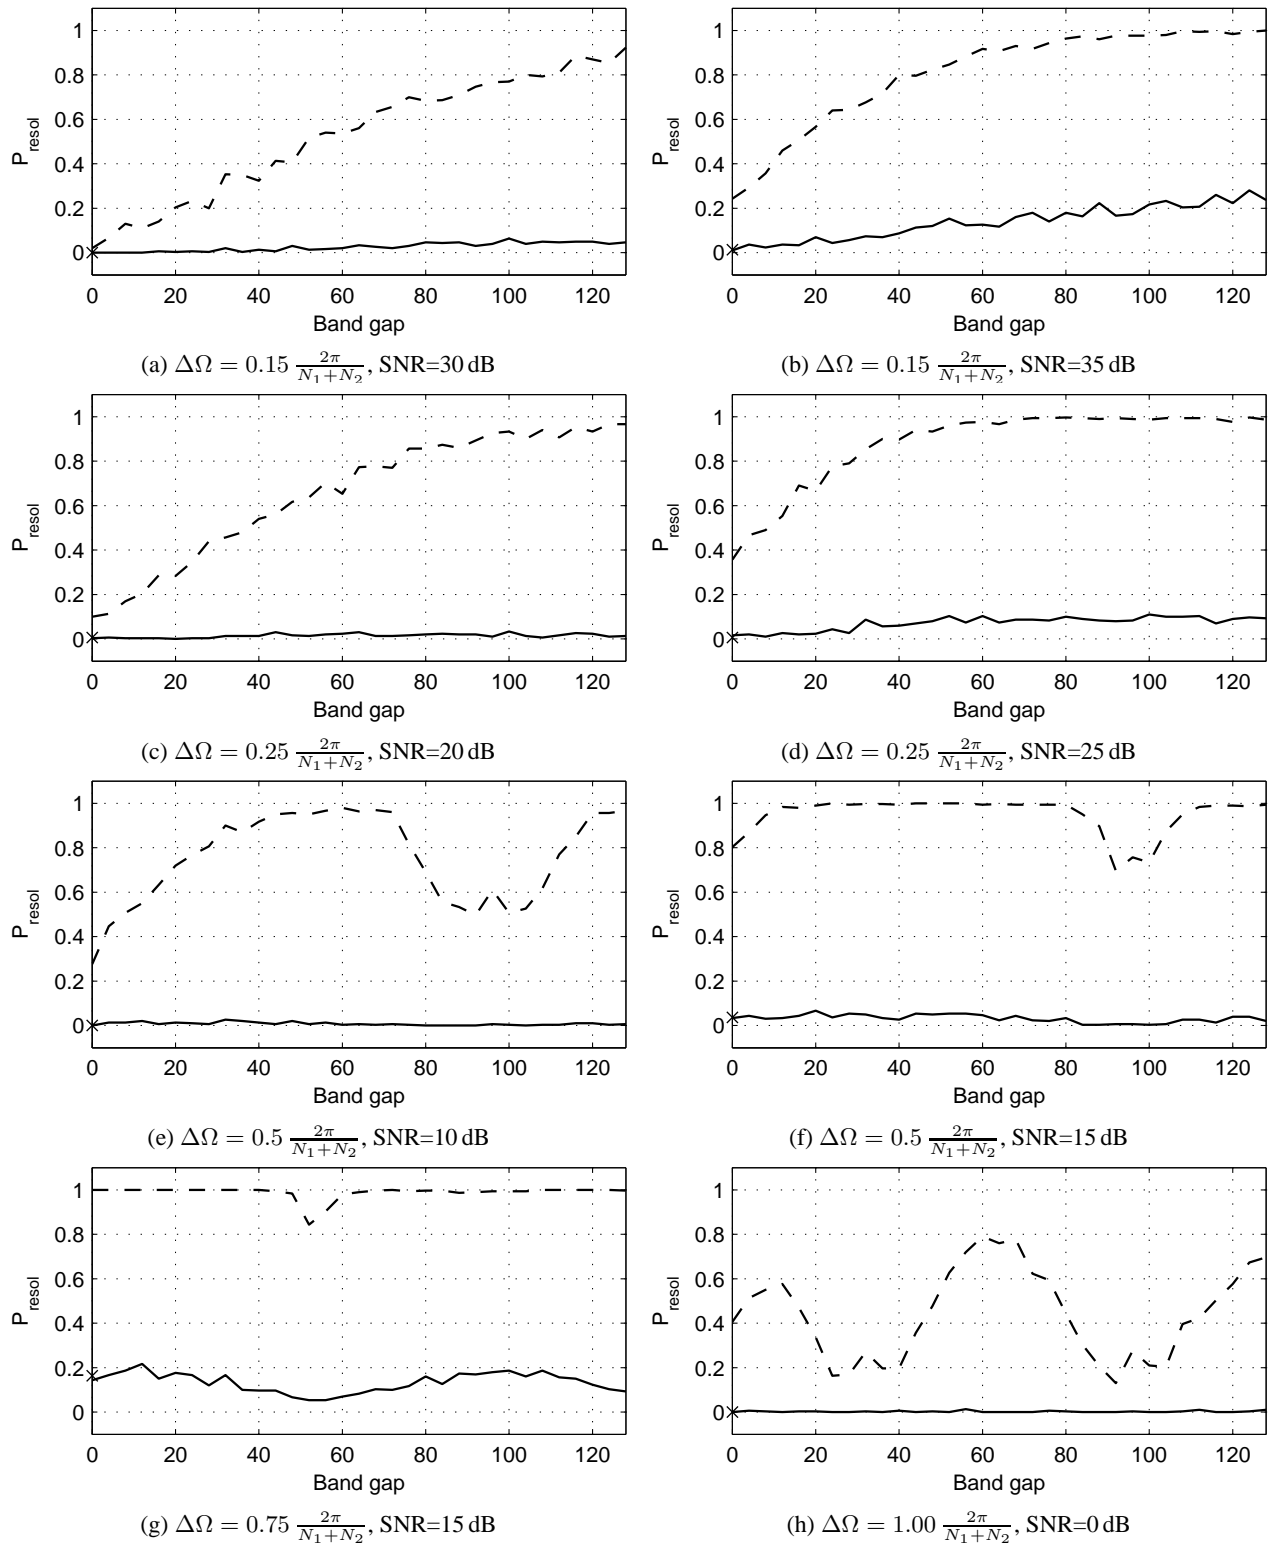 1
0.8
0.6
0.4
0.2
0
P_resol
0 20 40 60 80 100 120
Band gap
(a) ΔΩ = 0.15 2π/(N₁+N₂), SNR=30 dB
1
0.8
0.6
0.4
0.2
0
P_resol
0 20 40 60 80 100 120
Band gap
(b) ΔΩ = 0.15 2π/(N₁+N₂), SNR=35 dB
1
0.8
0.6
0.4
0.2
0
P_resol
0 20 40 60 80 100 120
Band gap
(c) ΔΩ = 0.25 2π/(N₁+N₂), SNR=20 dB
1
0.8
0.6
0.4
0.2
0
P_resol
0 20 40 60 80 100 120
Band gap
(d) ΔΩ = 0.25 2π/(N₁+N₂), SNR=25 dB
1
0.8
0.6
0.4
0.2
0
P_resol
0 20 40 60 80 100 120
Band gap
(e) ΔΩ = 0.5 2π/(N₁+N₂), SNR=10 dB
1
0.8
0.6
0.4
0.2
0
P_resol
0 20 40 60 80 100 120
Band gap
(f) ΔΩ = 0.5 2π/(N₁+N₂), SNR=15 dB
1
0.8
0.6
0.4
0.2
0
P_resol
0 20 40 60 80 100 120
Band gap
(g) ΔΩ = 0.75 2π/(N₁+N₂), SNR=15 dB
1
0.8
0.6
0.4
0.2
0
P_resol
0 20 40 60 80 100 120
Band gap
(h) ΔΩ = 1.00 2π/(N₁+N₂), SNR=0 dB